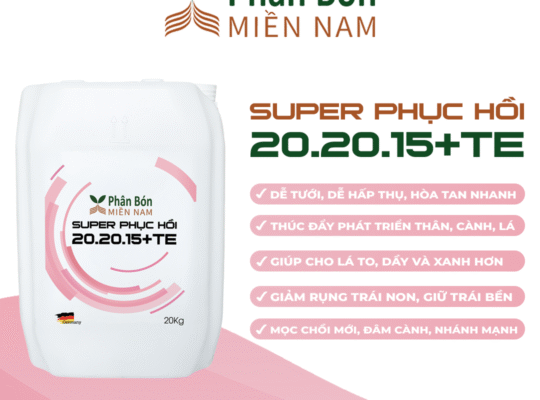 Phân Bón
MIỀN NAM
SUPER PHỤC HỒI
20.20.15+TE
✓ DỄ TƯỚI, DỄ HẤP THỤ, HÒA TAN NHANH
✓ THÚC ĐẨY PHÁT TRIỂN THÂN, CÀNH, LÁ
✓ GIÚP CHO LÁ TO, DẦY VÀ XANH HƠN
✓ GIẢM RỤNG TRÁI NON, GIỮ TRÁI BỀN
✓ MỌC CHỒI MỚI, ĐÂM CÀNH, NHÁNH MẠNH
Phân Bón
MIỀN NAM
SUPER PHỤC HỒI
20.20.15+TE
Germany
20Kg